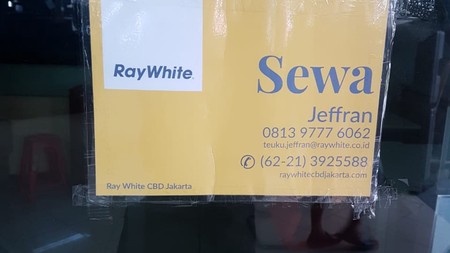 RayWhite.
Sewa
Jeffran
0813 9777 6062
teuku.jeffran@raywhite.co.id
✆ (62-21) 3925588
raywhitecbdjakarta.com
Ray White CBD Jakarta